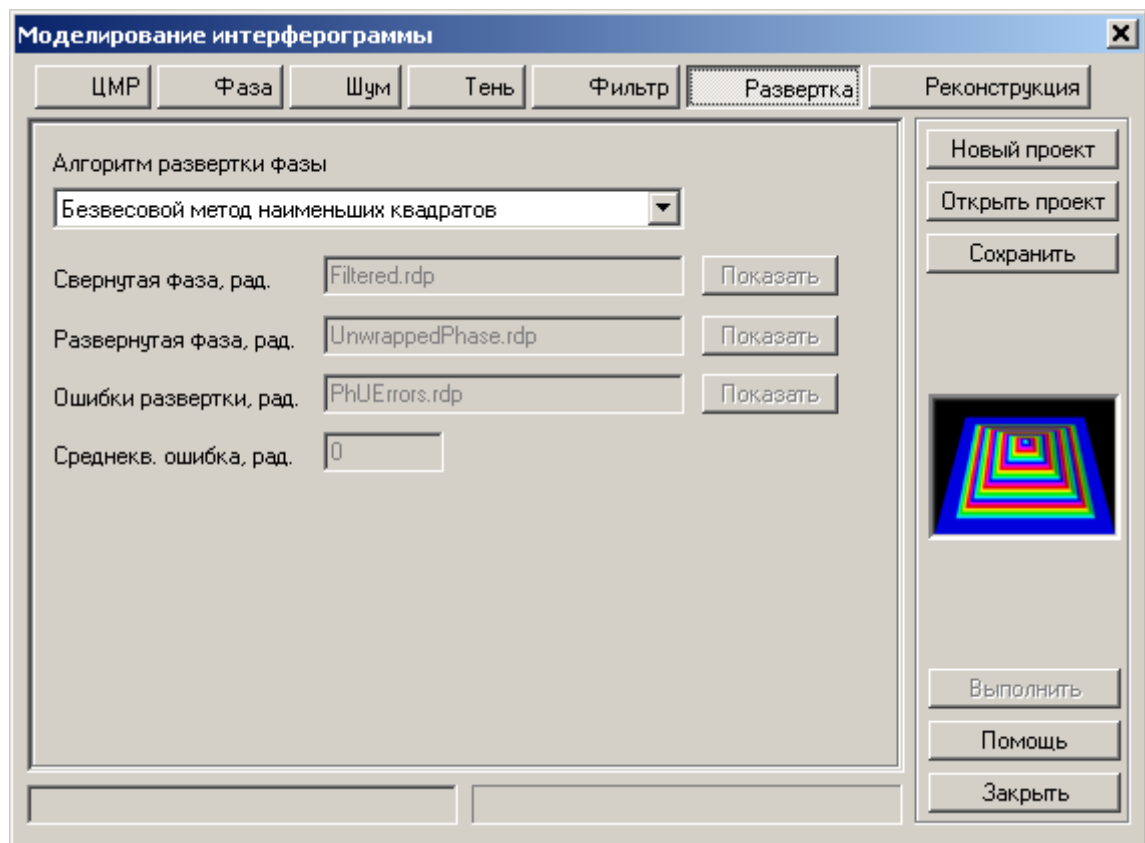 Моделирование интерферограммы
ЦМР Фаза Шум Тень Фильтр Развертка Реконструкция
Алгоритм развертки фазы
Безвесовой метод наименьших квадратов
Свернутая фаза, рад. Filtered.rdp Показать
Развернутая фаза, рад. UnwrappedPhase.rdp Показать
Ошибки развертки, рад. PhUErrors.rdp Показать
Среднекв. ошибка, рад. 0
Новый проект
Открыть проект
Сохранить
Выполнить
Помощь
Закрыть